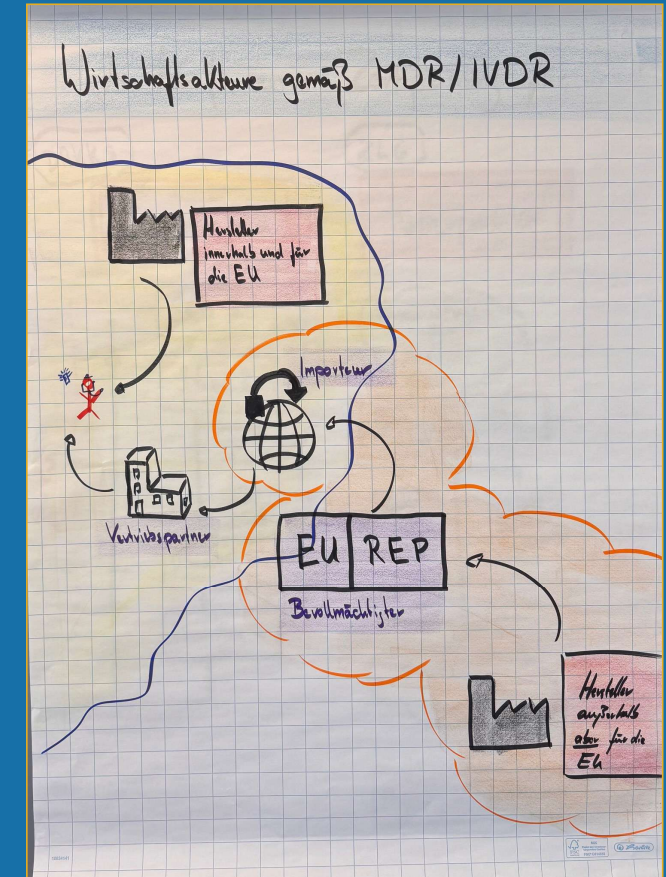 Wirtschaftsakteure gemäß MDR/IVDR
Hersteller
innerhalb und für
die EU
Importeur
Vertriebspartner
EU REP
Bevollmächtigter
Hersteller
außerhalb
aber für die
EU